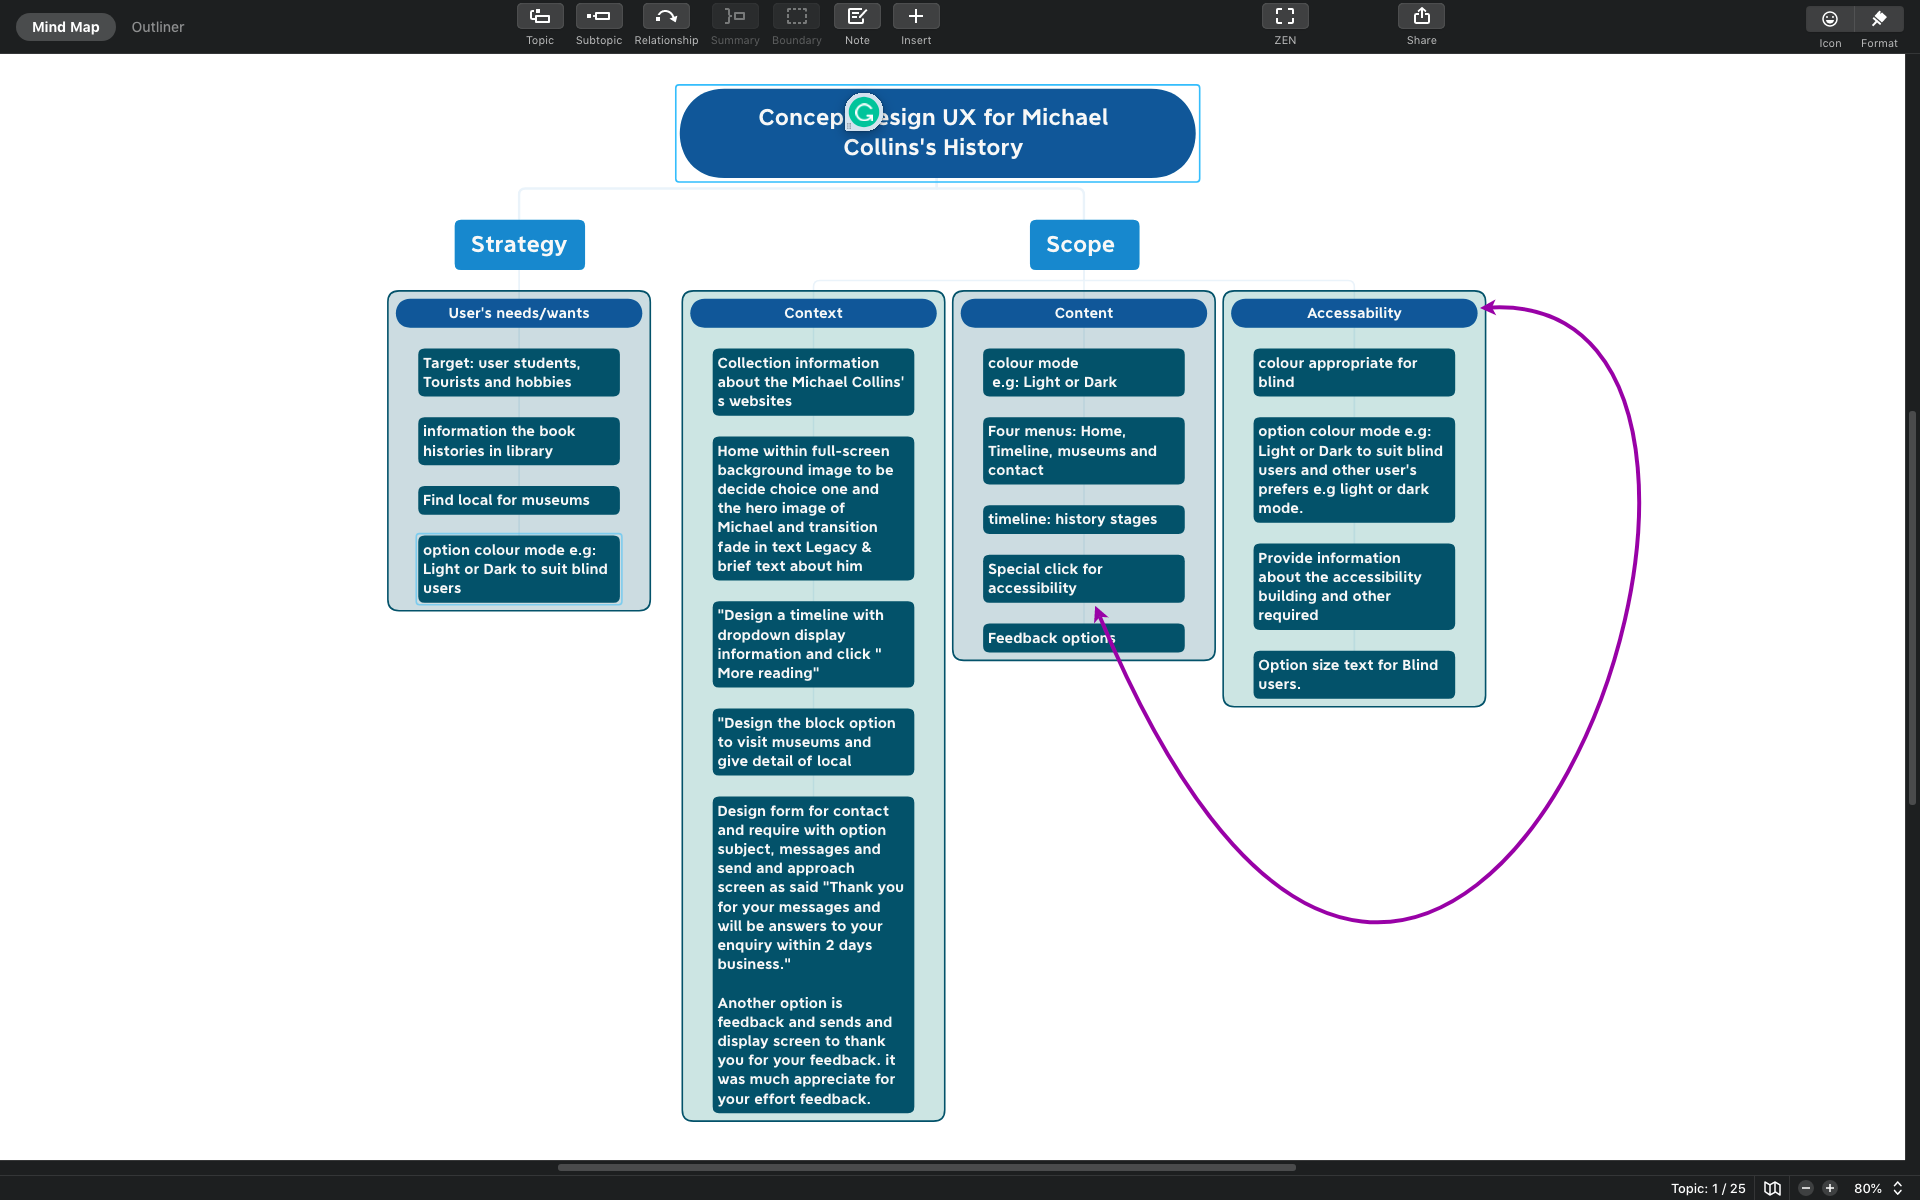 Mind Map
Outliner
Topic
Subtopic
Relationship
Summary
Boundary
Note
Insert
ZEN
Share
Icon
Format
esign UX for Michael
Collins's History
Strategy
Scope
User's needs/wants
Target: user students,
Tourists and hobbies
information the book
histories in library
Find local for museums
option colour mode e.g:
Light or Dark to suit blind
users
Context
Collection information
about the Michael Collins'
s websites
Home within full-screen
background image to be
decide choice one and
the hero image of
Michael and transition
fade in text Legacy &
brief text about him
"Design a timeline with
dropdown display
information and click "
More reading"
"Design the block option
to visit museums and
give detail of local
Design form for contact
and require with option
subject, messages and
send and approach
screen as said "Thank you
for your messages and
will be answers to your
enquiry within 2 days
business."
Another option is
feedback and sends and
display screen to thank
you for your feedback. it
was much appreciate for
your effort feedback.
Content
colour mode
e.g: Light or Dark
Four menus: Home,
Timeline, museums and
contact
timeline: history stages
Special click for
accessibility
Feedback options
Accessability
colour appropriate for
blind
option colour mode e.g:
Light or Dark to suit blind
users and other user's
prefers e.g light or dark
mode.
Provide information
about the accessibility
building and other
required
Option size text for Blind
users.
Topic: 1 / 25
80%